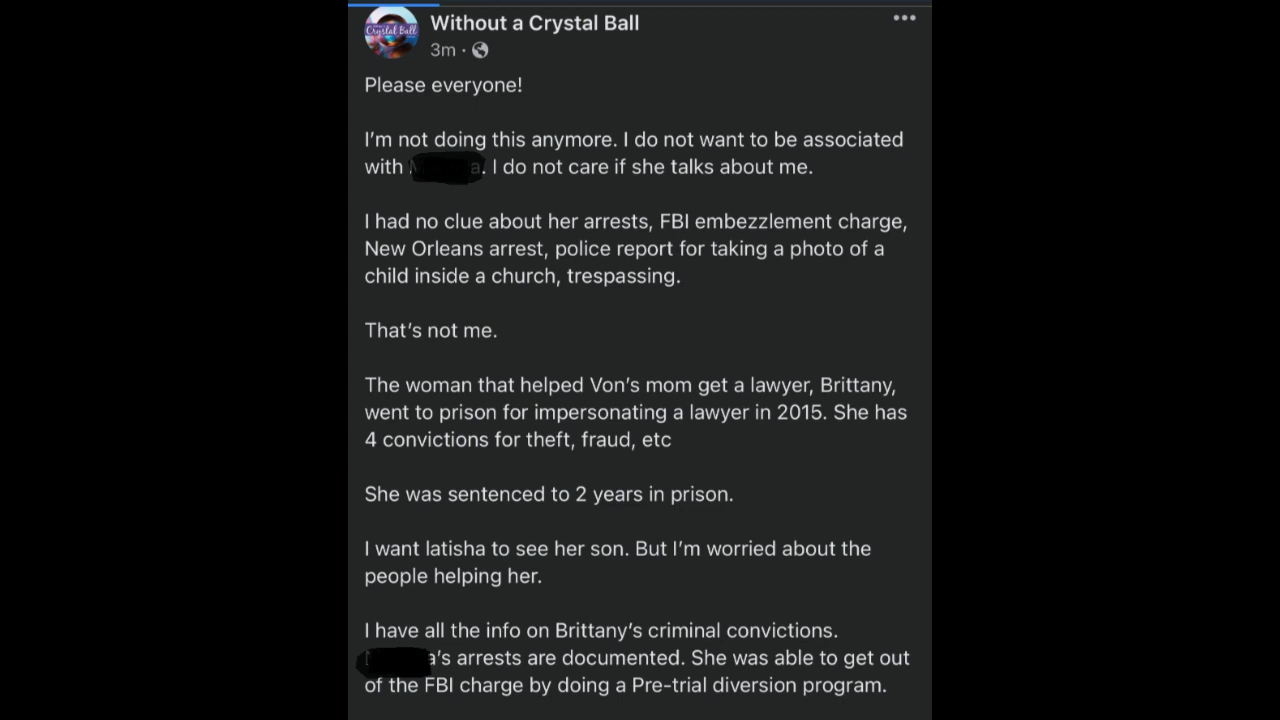 Crystal Ball
Without a Crystal Ball
3m ·
Please everyone!
I'm not doing this anymore. I do not want to be associated
with a. I do not care if she talks about me.
I had no clue about her arrests, FBI embezzlement charge,
New Orleans arrest, police report for taking a photo of a
child inside a church, trespassing.
That's not me.
The woman that helped Von's mom get a lawyer, Brittany,
went to prison for impersonating a lawyer in 2015. She has
4 convictions for theft, fraud, etc
She was sentenced to 2 years in prison.
I want latisha to see her son. But I'm worried about the
people helping her.
I have all the info on Brittany's criminal convictions.
a's arrests are documented. She was able to get out
of the FBI charge by doing a Pre-trial diversion program.